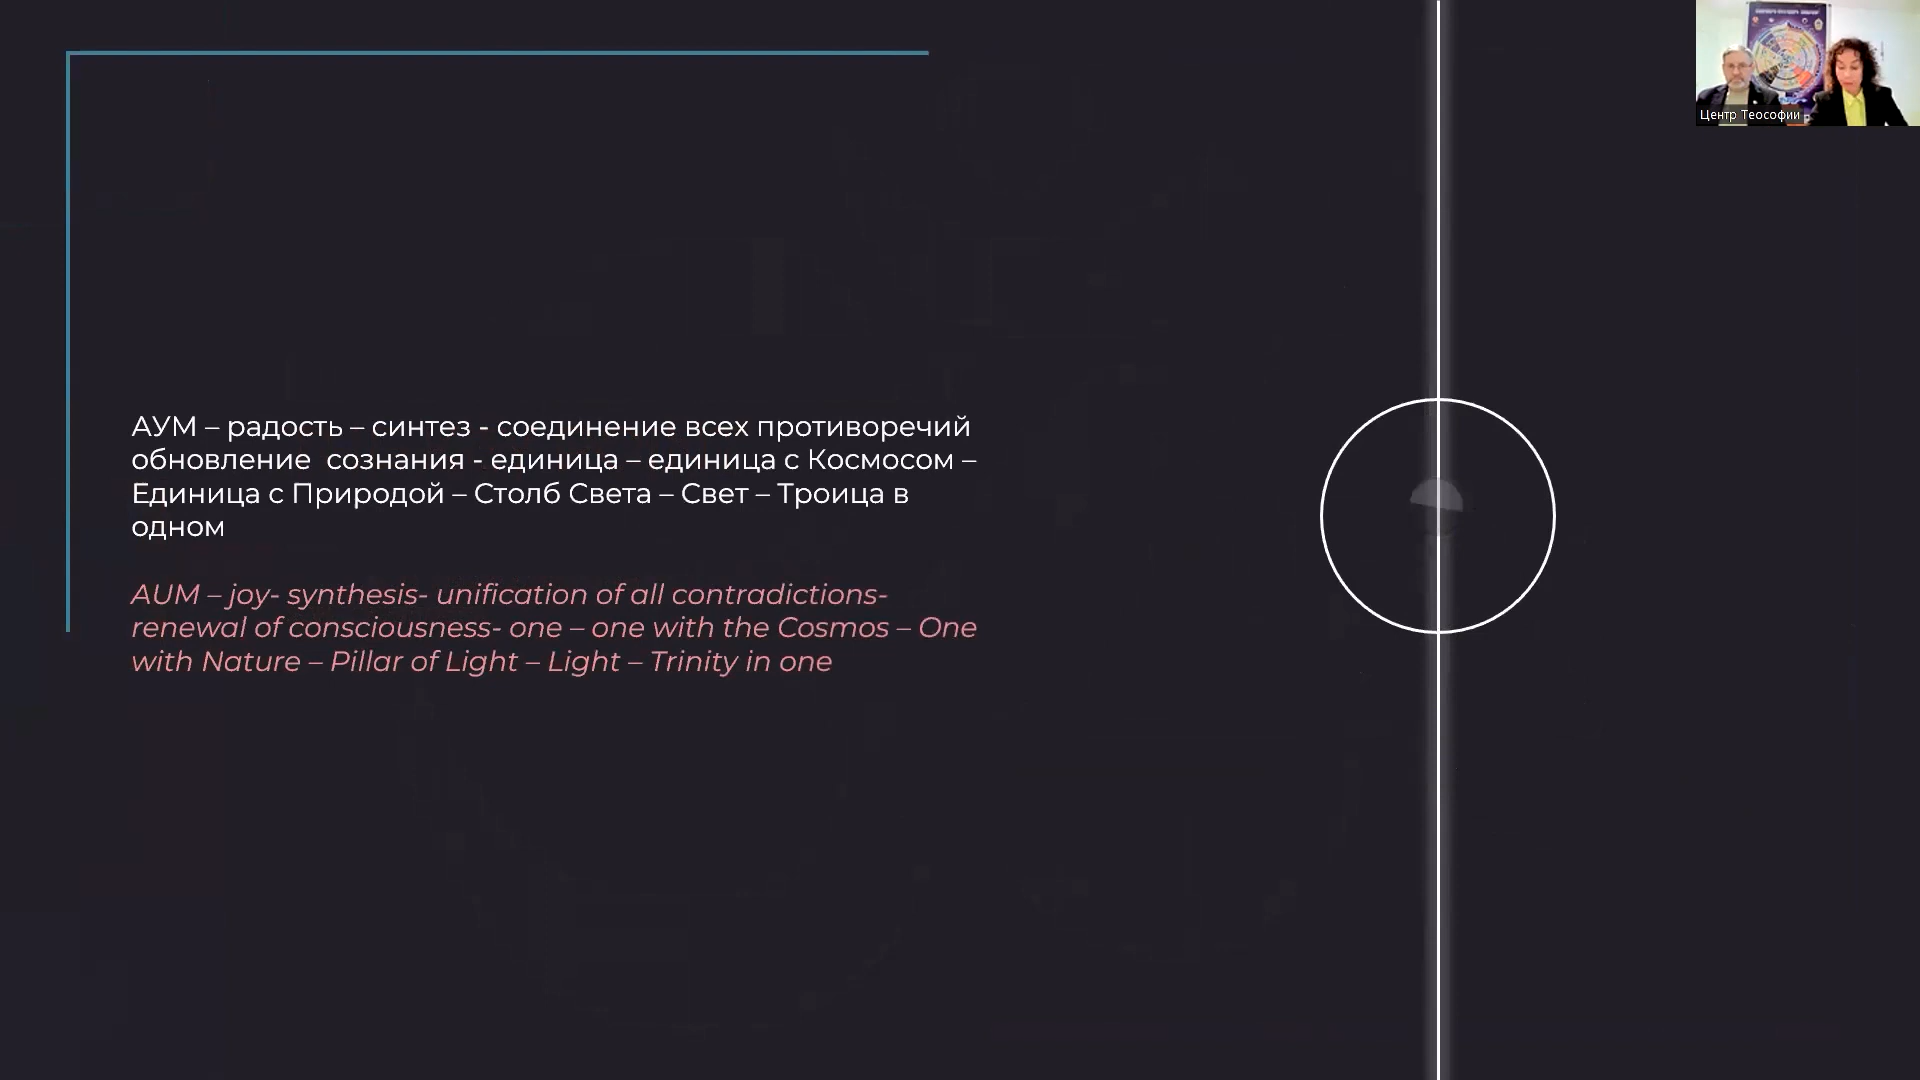 АУМ – радость – синтез - соединение всех противоречий
обновление  сознания - единица – единица с Космосом –
Единица с Природой – Столб Света – Свет – Троица в
одном
AUM – joy- synthesis- unification of all contradictions-
renewal of consciousness- one – one with the Cosmos – One
with Nature – Pillar of Light – Light – Trinity in one
Центр Теософии